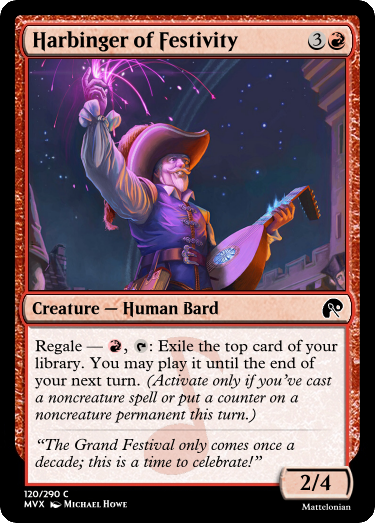 Harbinger of Festivity 3
Creature — Human Bard
Regale — , : Exile the top card of your
library. You may play it until the end of
your next turn. (Activate only if you've cast
a noncreature spell or put a counter on a
noncreature permanent this turn.)
"The Grand Festival only comes once a
decade; this is a time to celebrate!"
2/4
120/290 C
MVX Michael Howe
Mattelonian